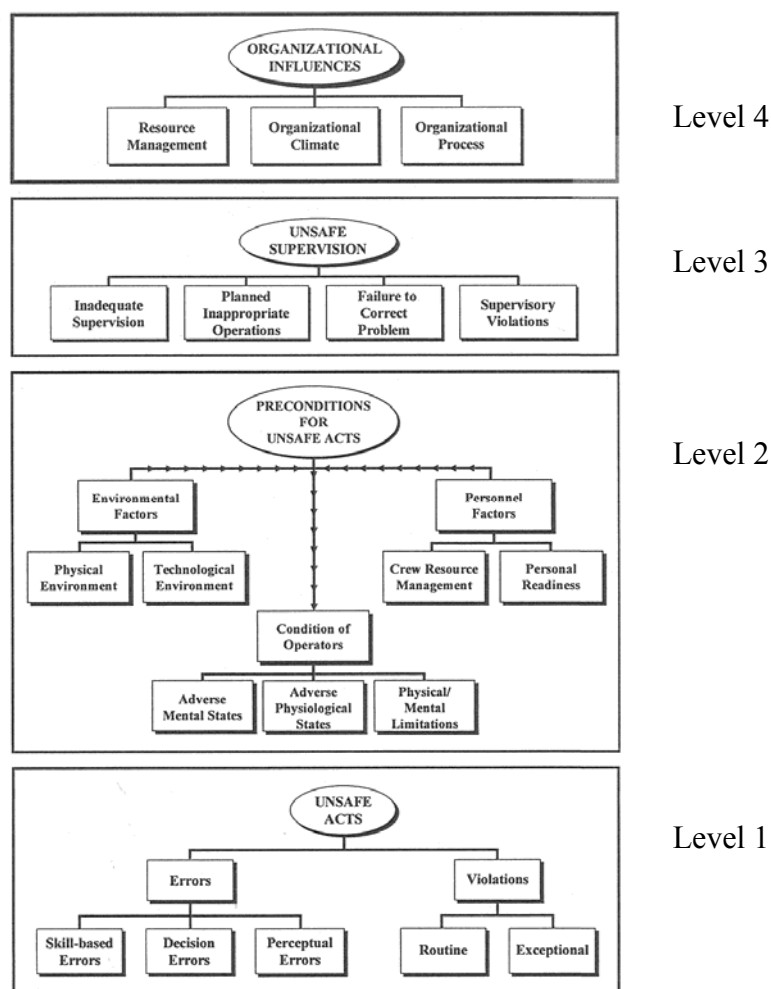 ORGANIZATIONAL
INFLUENCES
Resource
Management
Organizational
Climate
Organizational
Process
Level 4
UNSAFE
SUPERVISION
Inadequate
Supervision
Planned
Inappropriate
Operations
Failure to
Correct
Problem
Supervisory
Violations
Level 3
PRECONDITIONS
FOR
UNSAFE ACTS
Level 2
Environmental
Factors
Personnel
Factors
Physical
Environment
Technological
Environment
Crew Resource
Management
Personal
Readiness
Condition of
Operators
Adverse
Mental States
Adverse
Physiological
States
Physical/
Mental
Limitations
UNSAFE
ACTS
Level 1
Errors
Violations
Skill-based
Errors
Decision
Errors
Perceptual
Errors
Routine
Exceptional